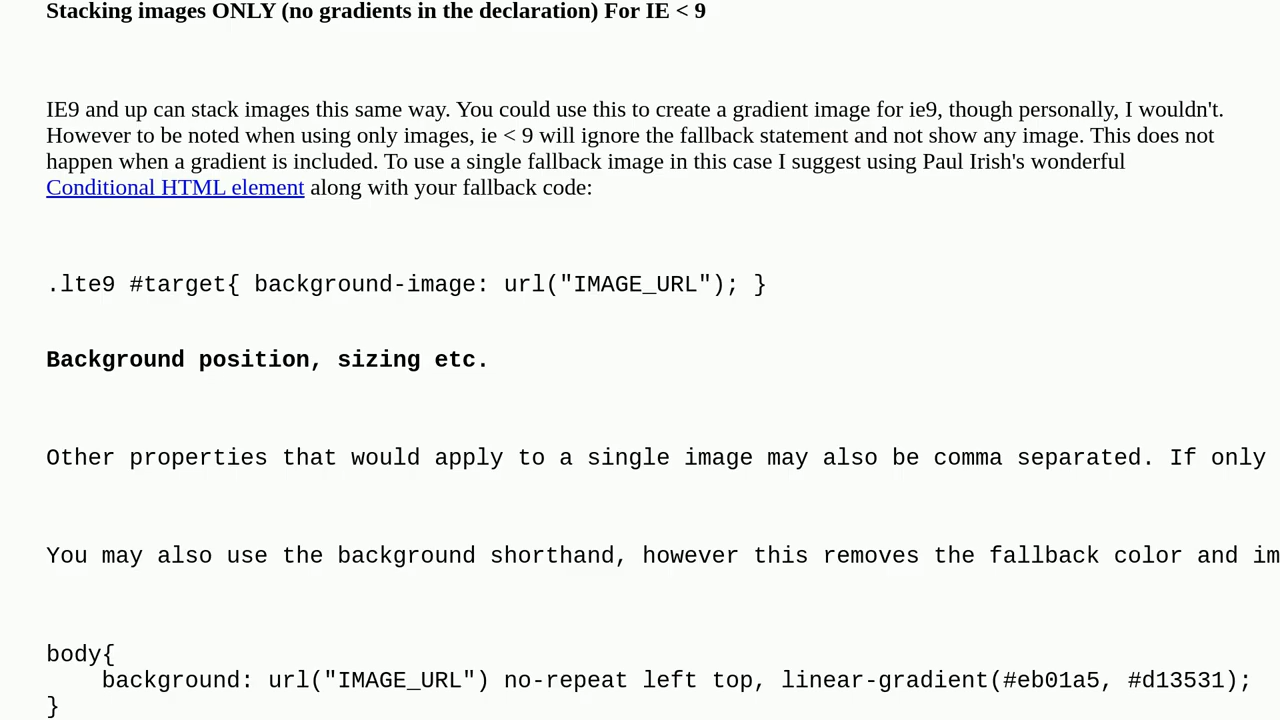 Stacking images ONLY (no gradients in the declaration) For IE < 9
IE9 and up can stack images this same way. You could use this to create a gradient image for ie9, though personally, I wouldn't.
However to be noted when using only images, ie < 9 will ignore the fallback statement and not show any image. This does not
happen when a gradient is included. To use a single fallback image in this case I suggest using Paul Irish's wonderful
Conditional HTML element along with your fallback code:
.lte9 #target{ background-image: url("IMAGE_URL"); }
Background position, sizing etc.
Other properties that would apply to a single image may also be comma separated. If only
You may also use the background shorthand, however this removes the fallback color and im
body{
    background: url("IMAGE_URL") no-repeat left top, linear-gradient(#eb01a5, #d13531);
}